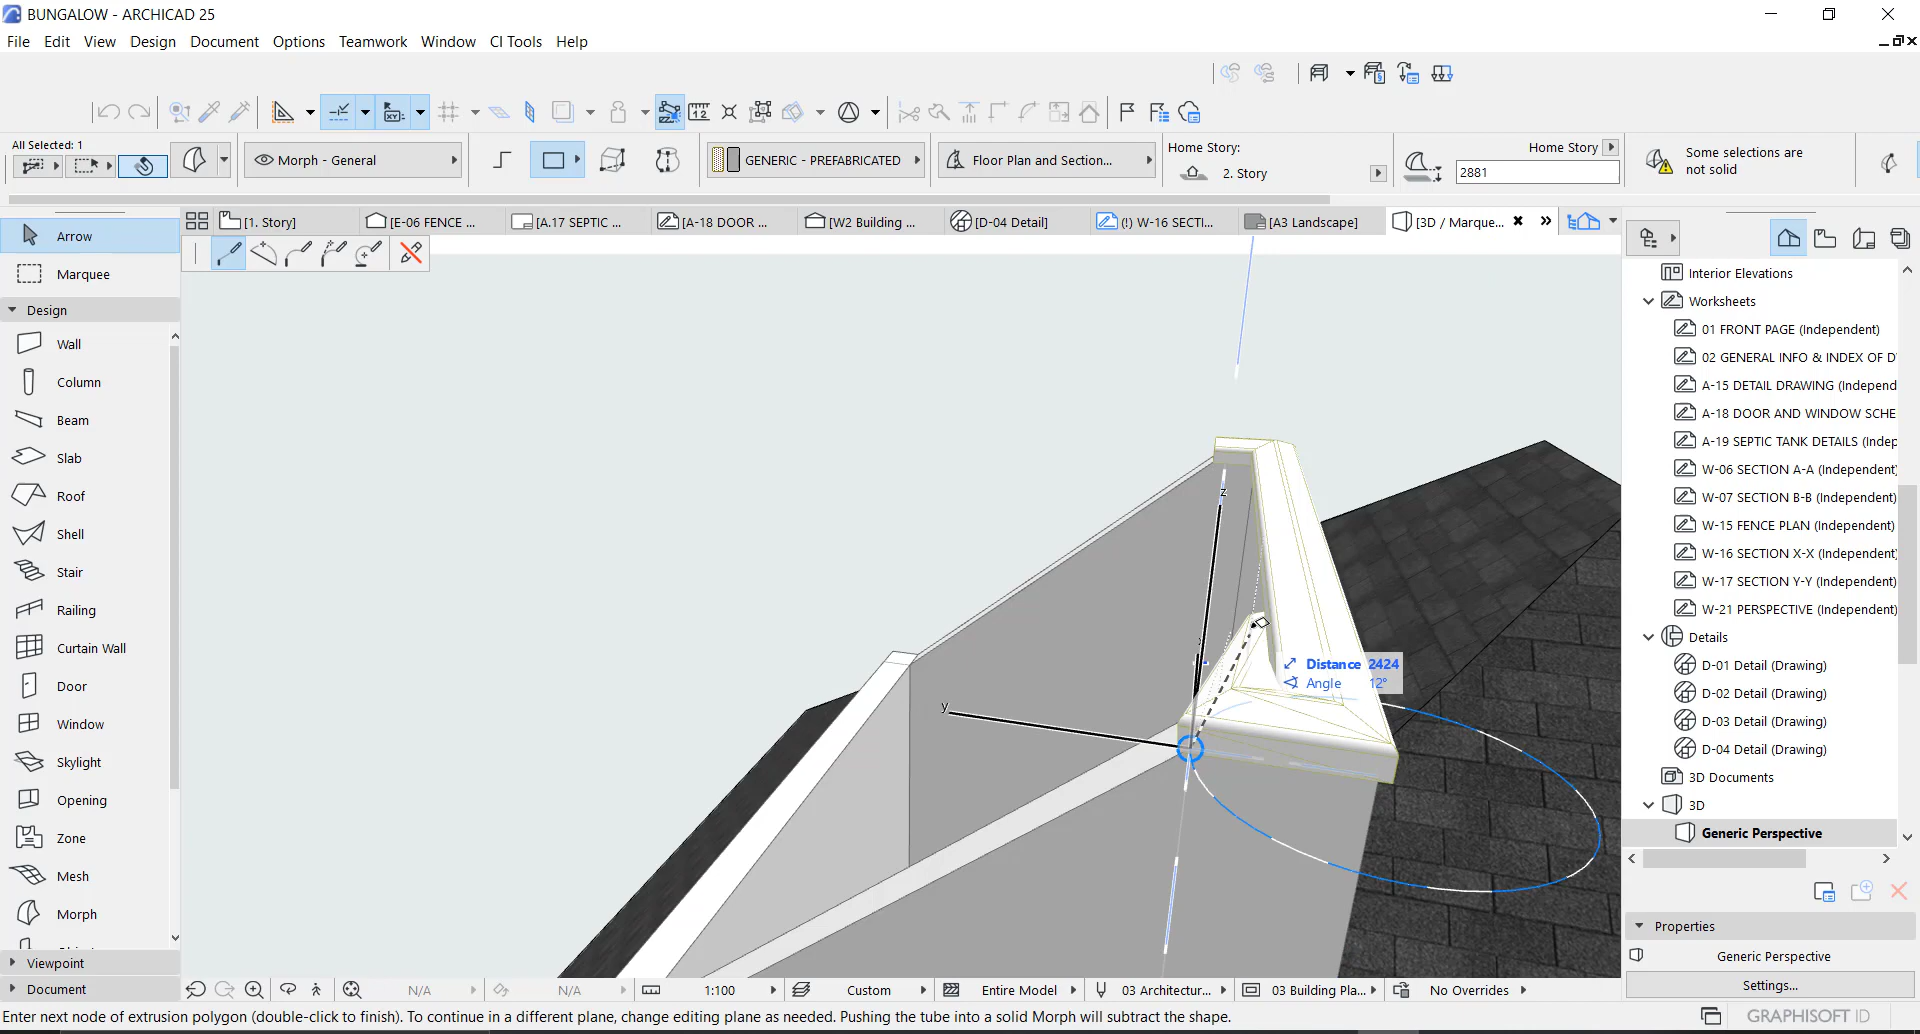 BUNGALOW - ARCHICAD 25
File Edit View Design Document Options Teamwork Window CI Tools Help
All Selected: 1
Morph - General
GENERIC - PREFABRICATED
Floor Plan and Section...
Home Story:
2. Story
Home Story
2881
Some selections are
not solid
[1. Story]
[E-06 FENCE ...
[A.17 SEPTIC ...
[A-18 DOOR ...
[W2 Building ...
[D-04 Detail]
(!) W-16 SECTI...
[A3 Landscape]
[3D / Marque...
Arrow
Marquee
Design
Wall
Column
Beam
Slab
Roof
Shell
Stair
Railing
Curtain Wall
Door
Window
Skylight
Opening
Zone
Mesh
Morph
Viewpoint
Document
z
y
Distance 2424
Angle 12°
Interior Elevations
Worksheets
01 FRONT PAGE (Independent)
02 GENERAL INFO & INDEX OF D
A-15 DETAIL DRAWING (Independ
A-18 DOOR AND WINDOW SCHE
A-19 SEPTIC TANK DETAILS (Indep
W-06 SECTION A-A (Independent
W-07 SECTION B-B (Independent
W-15 FENCE PLAN (Independent)
W-16 SECTION X-X (Independent
W-17 SECTION Y-Y (Independent)
W-21 PERSPECTIVE (Independent)
Details
D-01 Detail (Drawing)
D-02 Detail (Drawing)
D-03 Detail (Drawing)
D-04 Detail (Drawing)
3D Documents
3D
Generic Perspective
Properties
Generic Perspective
Settings...
N/A
N/A
1:100
Custom
Entire Model
03 Architectur...
03 Building Pla...
No Overrides
Enter next node of extrusion polygon (double-click to finish). To continue in a different plane, change editing plane as needed. Pushing the tube into a solid Morph will subtract the shape.
GRAPHISOFT ID